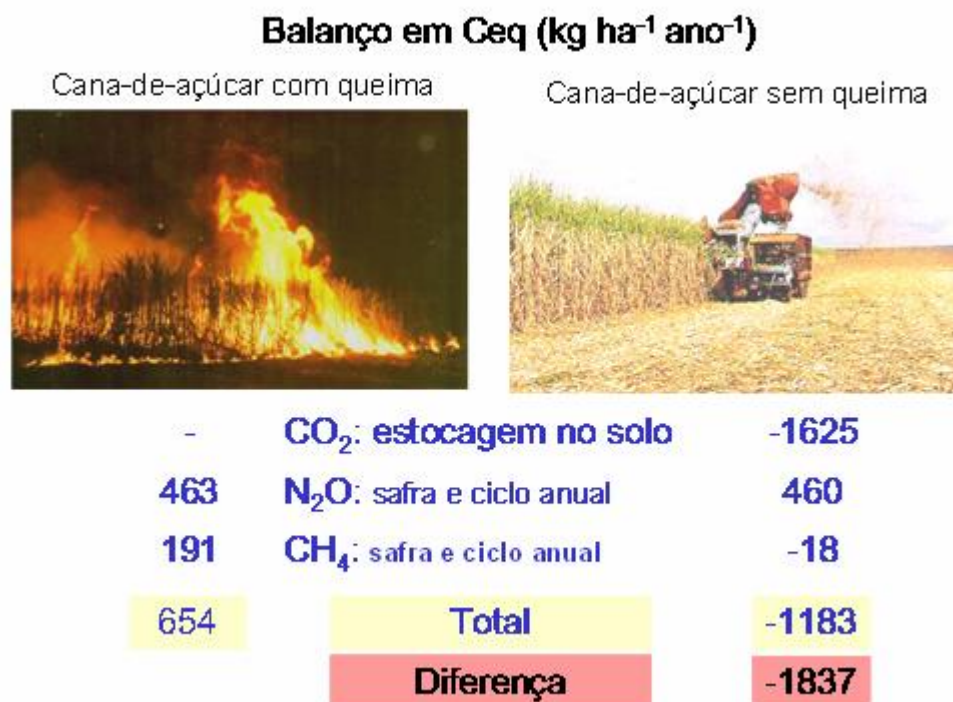 Balanço em Ceq (kg ha⁻¹ ano⁻¹)
Cana-de-açúcar com queima
Cana-de-açúcar sem queima
- CO₂: estocagem no solo -1625
463 N₂O: safra e ciclo anual 460
191 CH₄: safra e ciclo anual -18
654 Total -1183
Diferença -1837